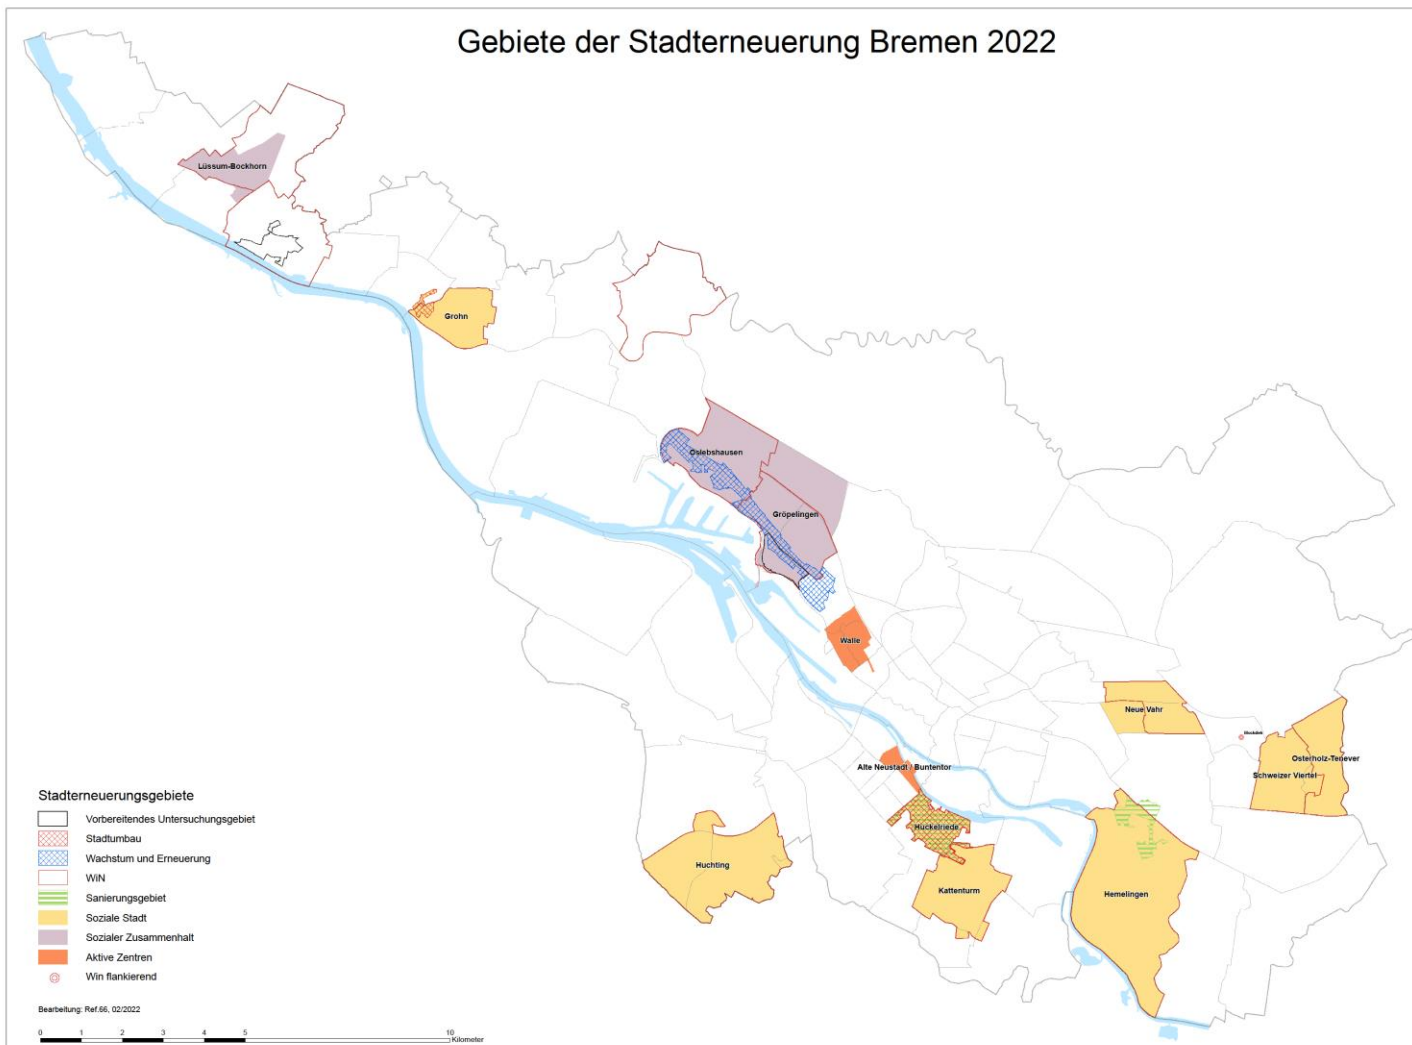 Gebiete der Stadterneuerung Bremen 2022
Lüssum-Bockhorn
Grohn
Oslebshausen
Gröpelingen
Walle
Neue Vahr
Osterholz-Tenever
Schweizer Viertel
Alte Neustadt / Buntentor
Huckelriede
Huchting
Kattenturm
Hemelingen
Stadterneuerungsgebiete
Vorbereitendes Untersuchungsgebiet
Stadtumbau
Wachstum und Erneuerung
WiN
Sanierungsgebiet
Soziale Stadt
Sozialer Zusammenhalt
Aktive Zentren
Win flankierend
Bearbeitung: Ref.66, 02/2022
0 1 2 3 4 5 10
Kilometer